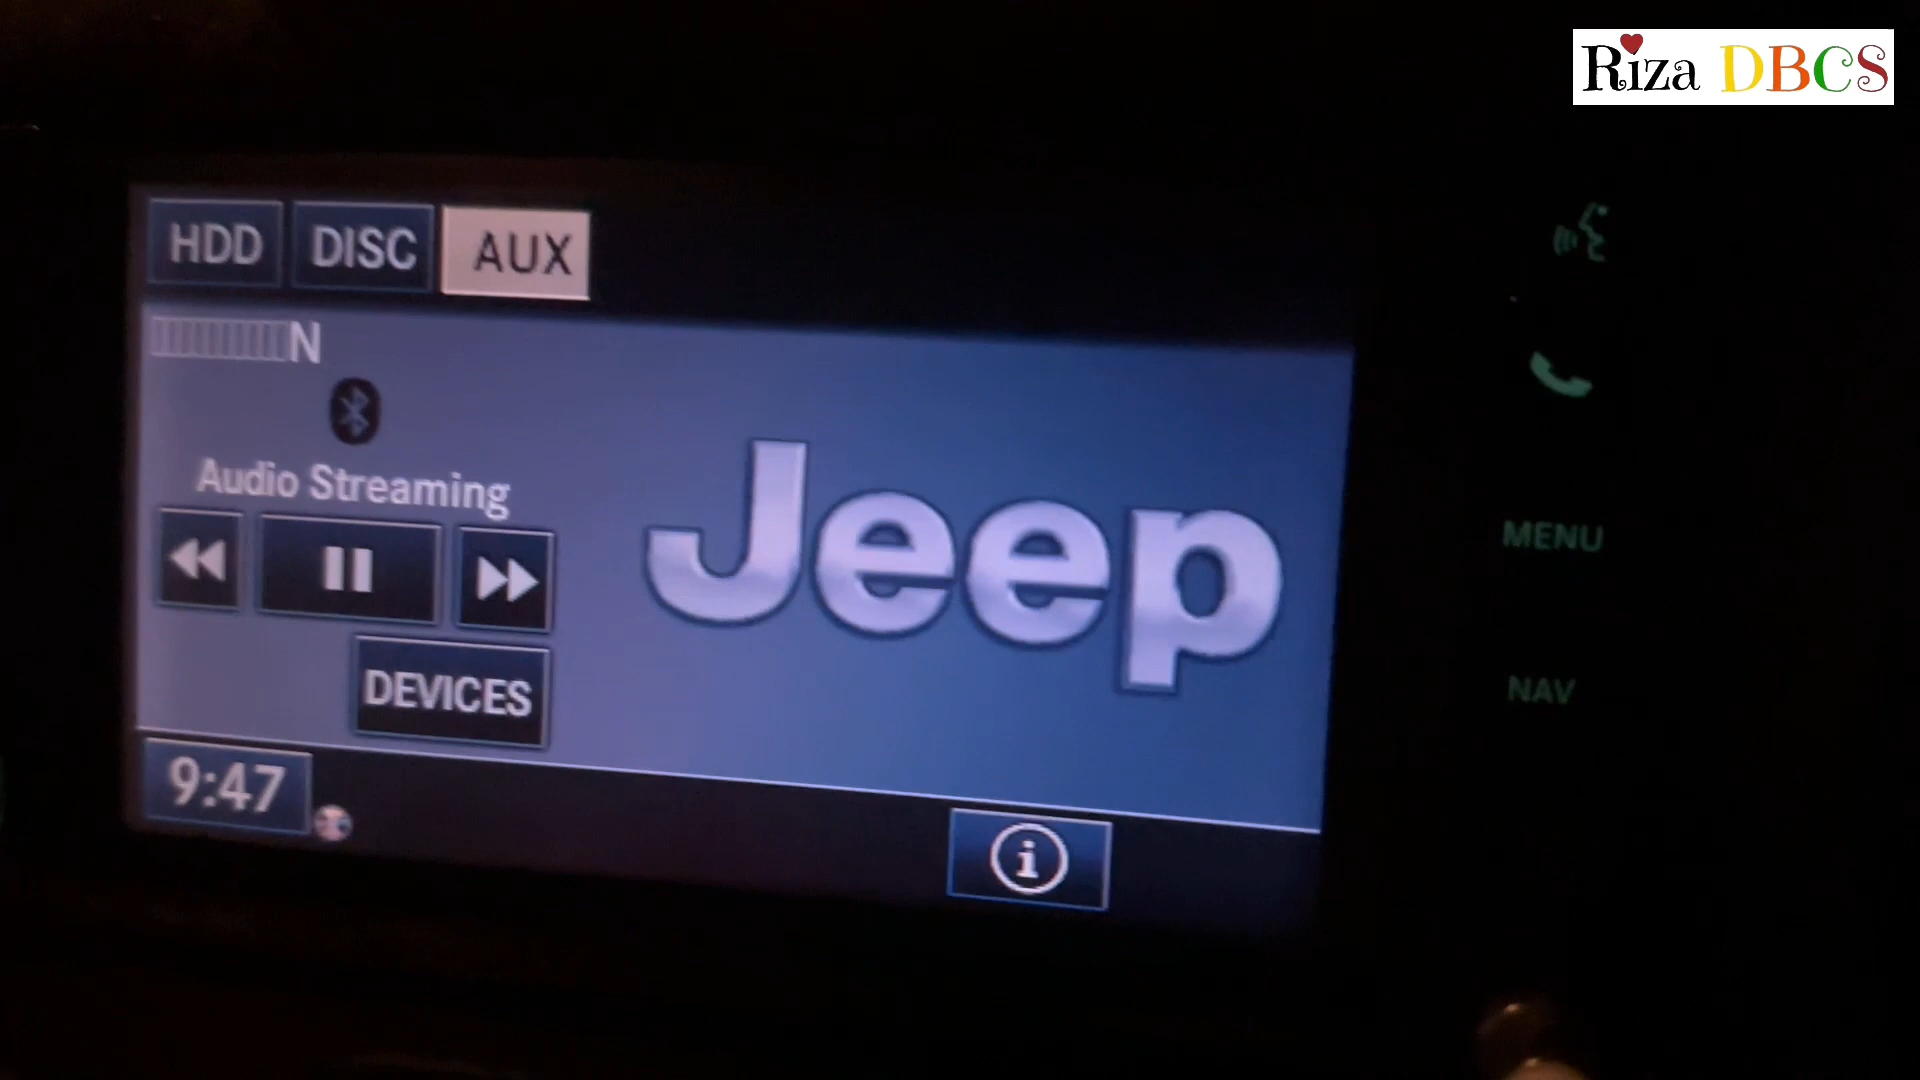 Riza DBCS
HDD DISC AUX
N
Audio Streaming
Jeep
DEVICES
9:47
i
MENU
NAV